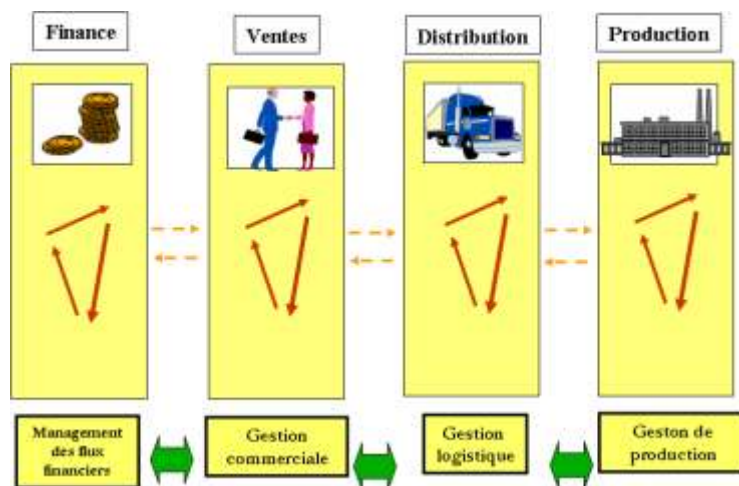 Finance
Ventes
Distribution
Production
Management
des flux
financiers
Gestion
commerciale
Gestion
logistique
Geston de
production